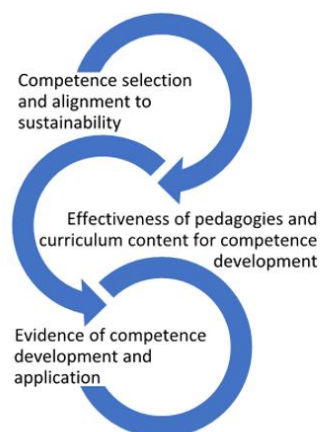 Competence selection
and alignment to
sustainability
Effectiveness of pedagogies and
curriculum content for competence
development
Evidence of competence
development and
application